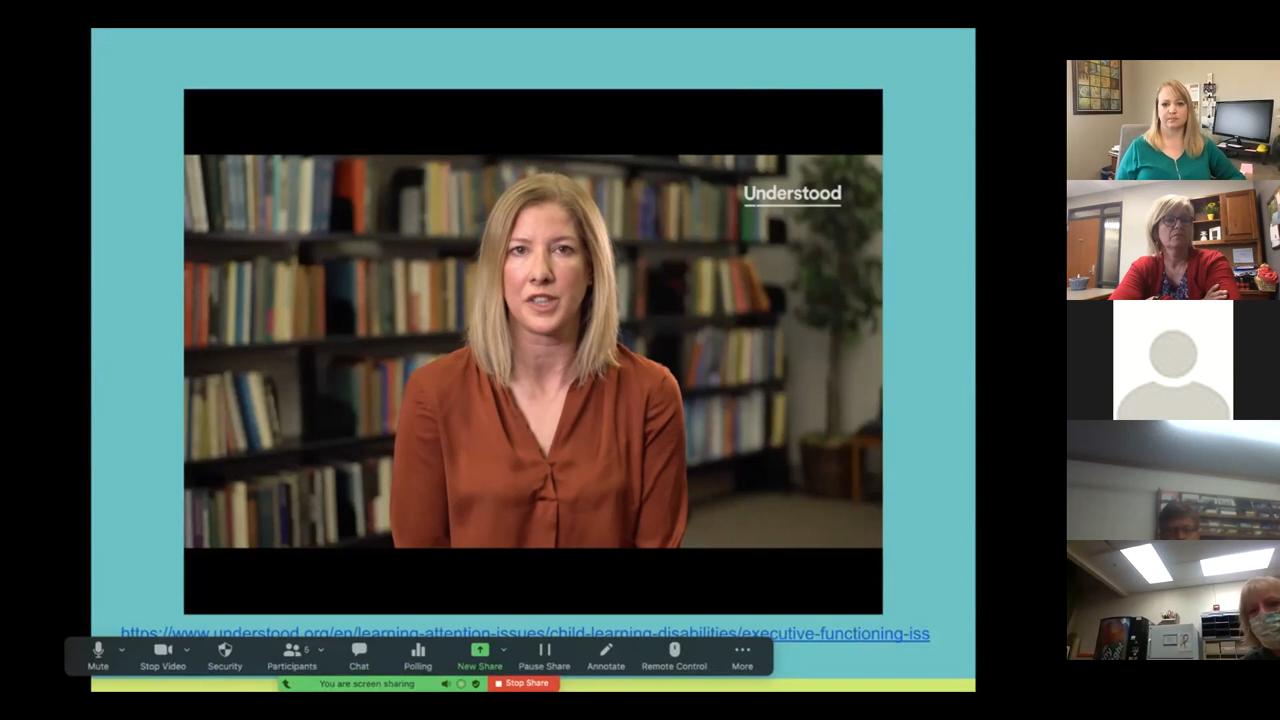 Understood
https://www.understood.org/en/learning-attention-issues/child-learning-disabilities/executive-functioning-iss
Mute
Stop Video
Security
Participants
5
Chat
Polling
New Share
Pause Share
Annotate
Remote Control
More
You are screen sharing
Stop Share